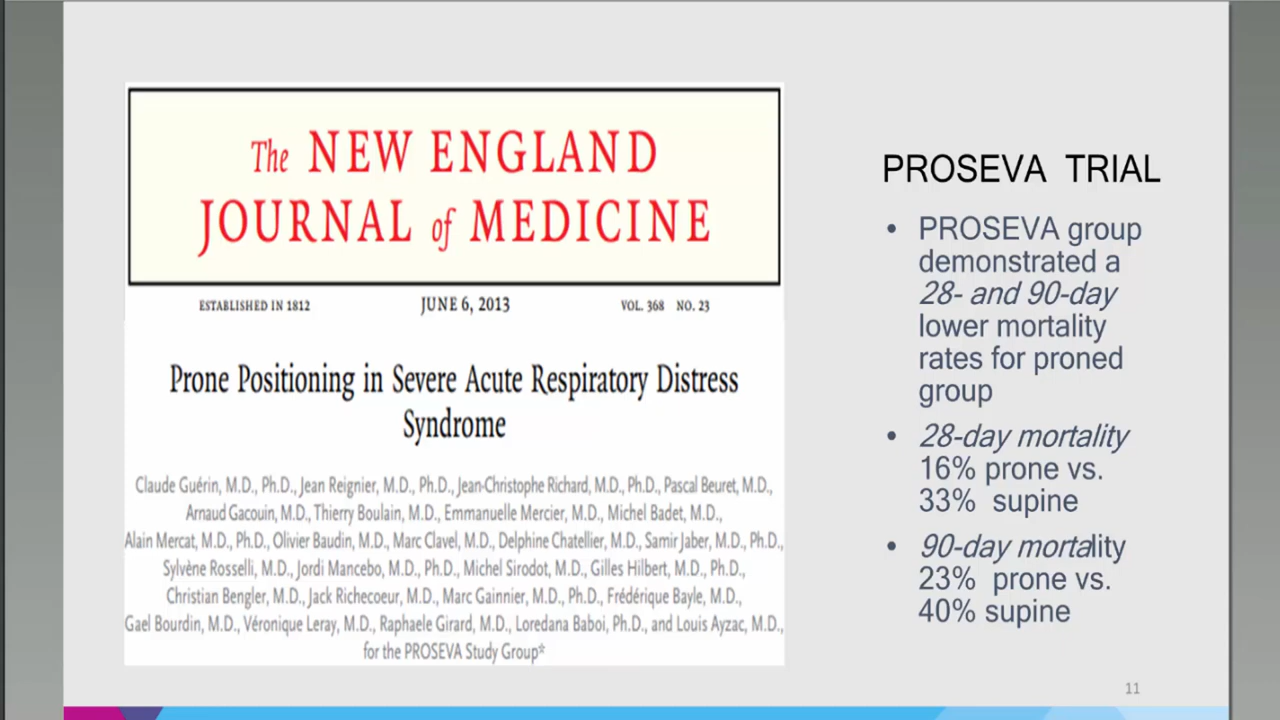 The NEW ENGLAND
JOURNAL of MEDICINE
ESTABLISHED IN 1812 JUNE 6, 2013 VOL. 368 NO. 23
Prone Positioning in Severe Acute Respiratory Distress
Syndrome
Claude Guérin, M.D., Ph.D., Jean Reignier, M.D., Ph.D., Jean-Christophe Richard, M.D., Ph.D., Pascal Beuret, M.D.,
Arnaud Gacouin, M.D., Thierry Boulain, M.D., Emmanuelle Mercier, M.D., Michel Badet, M.D.,
Alain Mercat, M.D., Ph.D., Olivier Baudin, M.D., Marc Clavel, M.D., Delphine Chatellier, M.D., Samir Jaber, M.D., Ph.D.,
Sylvène Rosselli, M.D., Jordi Mancebo, M.D., Ph.D., Michel Sirodot, M.D., Gilles Hilbert, M.D., Ph.D.,
Christian Bengler, M.D., Jack Richecoeur, M.D., Marc Gainnier, M.D., Ph.D., Frédérique Bayle, M.D.,
Gael Bourdin, M.D., Véronique Leray, M.D., Raphaele Girard, M.D., Loredana Baboi, Ph.D., and Louis Ayzac, M.D.,
for the PROSEVA Study Group*
PROSEVA TRIAL
• PROSEVA group
demonstrated a
28- and 90-day
lower mortality
rates for proned
group
• 28-day mortality
16% prone vs.
33% supine
• 90-day mortality
23% prone vs.
40% supine
11